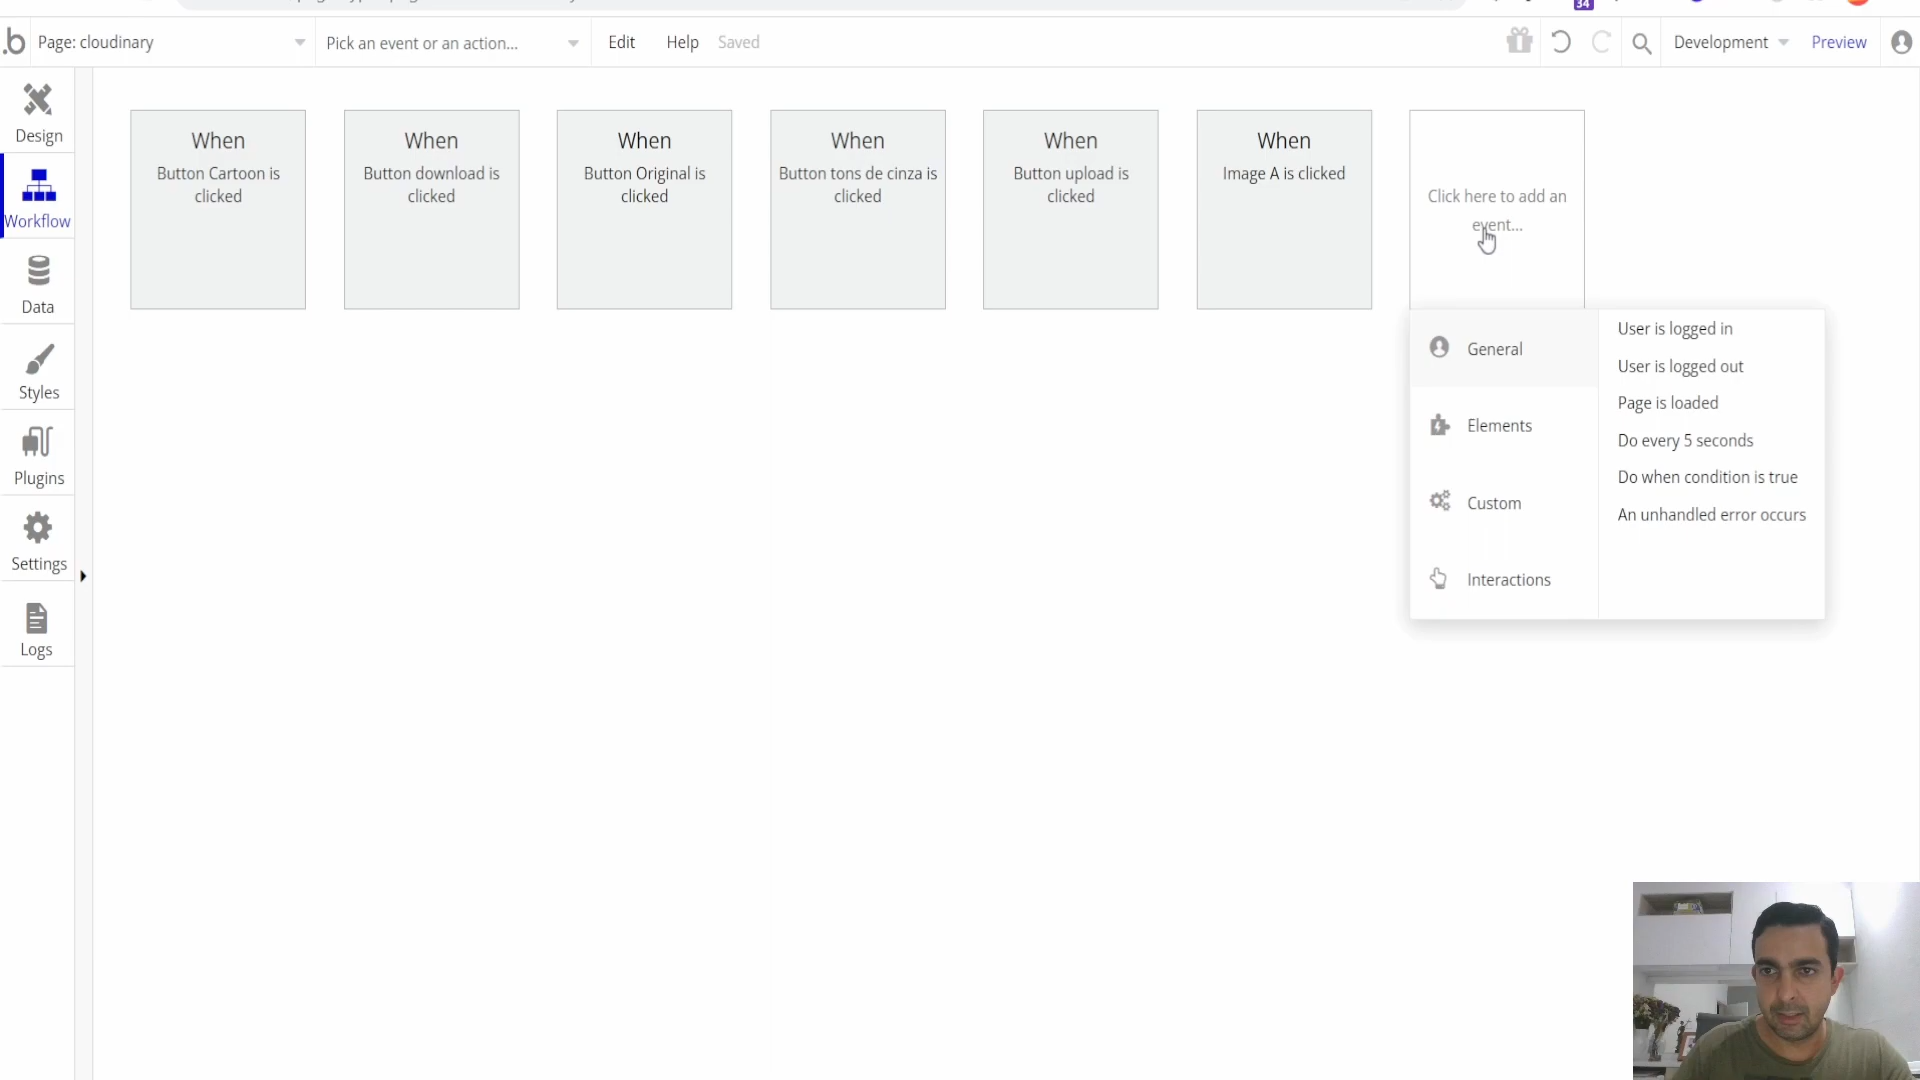 34
.b
Page: cloudinary
Pick an event or an action...
Edit
Help
Saved
Development
Preview
Design
Workflow
Data
Styles
Plugins
Settings
Logs
When
Button Cartoon is
clicked
When
Button download is
clicked
When
Button Original is
clicked
When
Button tons de cinza is
clicked
When
Button upload is
clicked
When
Image A is clicked
Click here to add an
event...
General
Elements
Custom
Interactions
User is logged in
User is logged out
Page is loaded
Do every 5 seconds
Do when condition is true
An unhandled error occurs